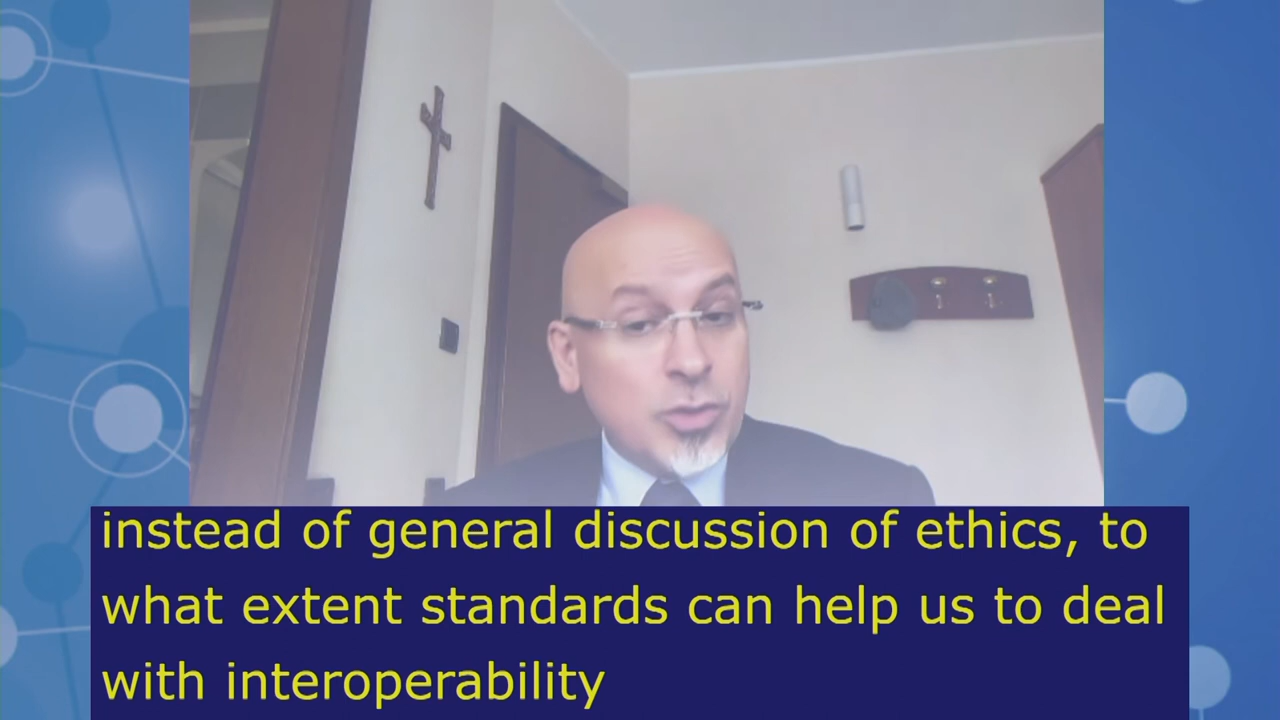 instead of general discussion of ethics, to
what extent standards can help us to deal
with interoperability